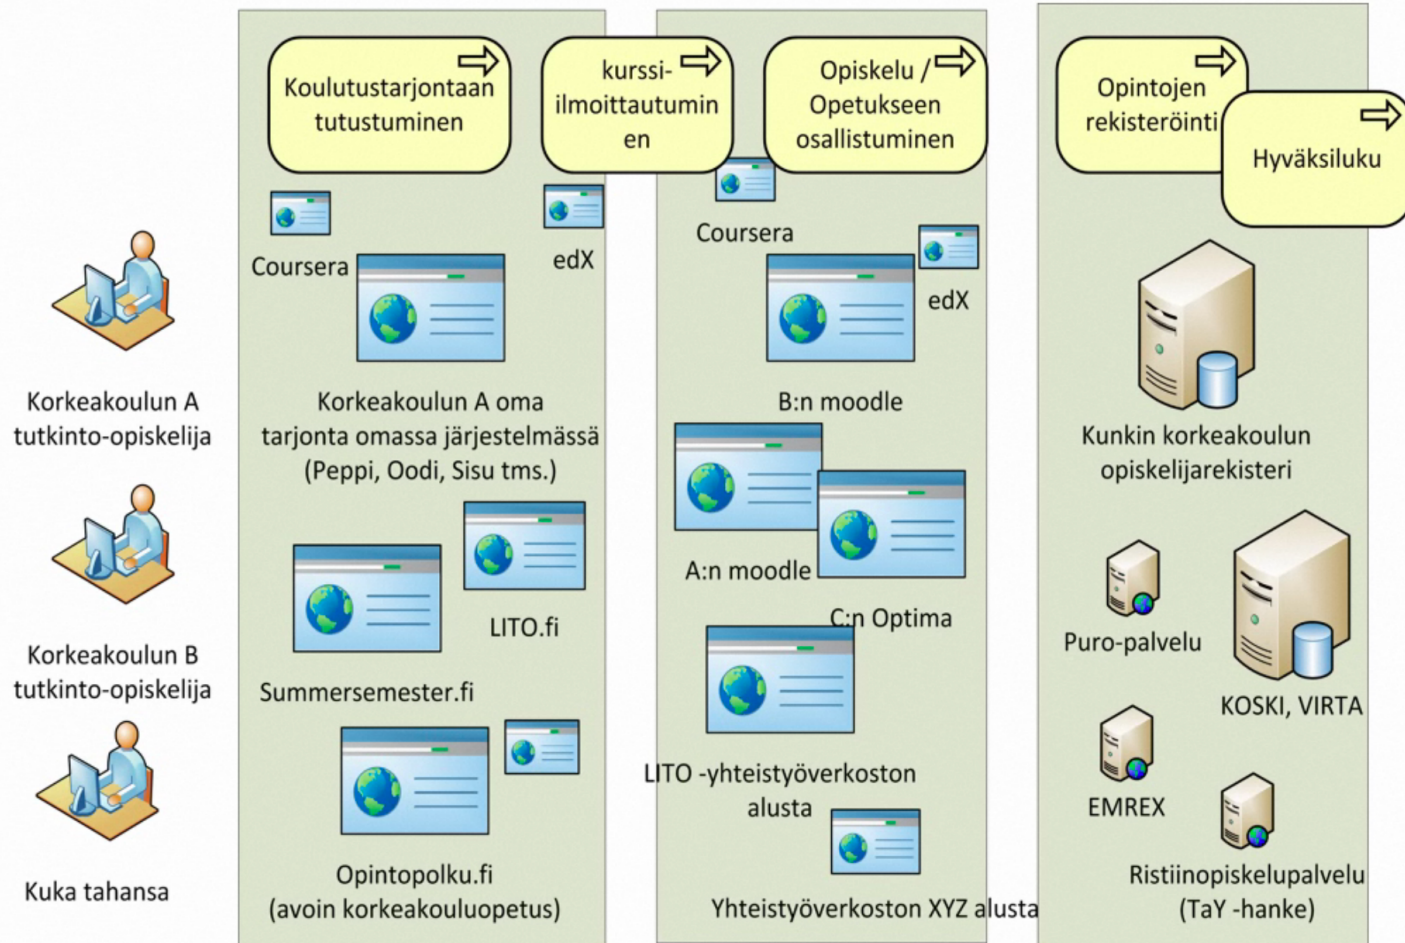 Koulutustarjontaan
tutustuminen
kurssi-
ilmoittautumin
en
Opiskelu /
Opetukseen
osallistuminen
Opintojen
rekisteröinti
Hyväksiluku
Korkeakoulun A
tutkinto-opiskelija
Korkeakoulun B
tutkinto-opiskelija
Kuka tahansa
Coursera
edX
Korkeakoulun A oma
tarjonta omassa järjestelmässä
(Peppi, Oodi, Sisu tms.)
LITO.fi
Summersemester.fi
Opintopolku.fi
(avoin korkeakouluopetus)
Coursera
edX
B:n moodle
A:n moodle
C:n Optima
LITO -yhteistyöverkoston
alusta
Yhteistyöverkoston XYZ alusta
Kunkin korkeakoulun
opiskelijarekisteri
Puro-palvelu
KOSKI, VIRTA
EMREX
Ristiinopiskelupalvelu
(TaY -hanke)